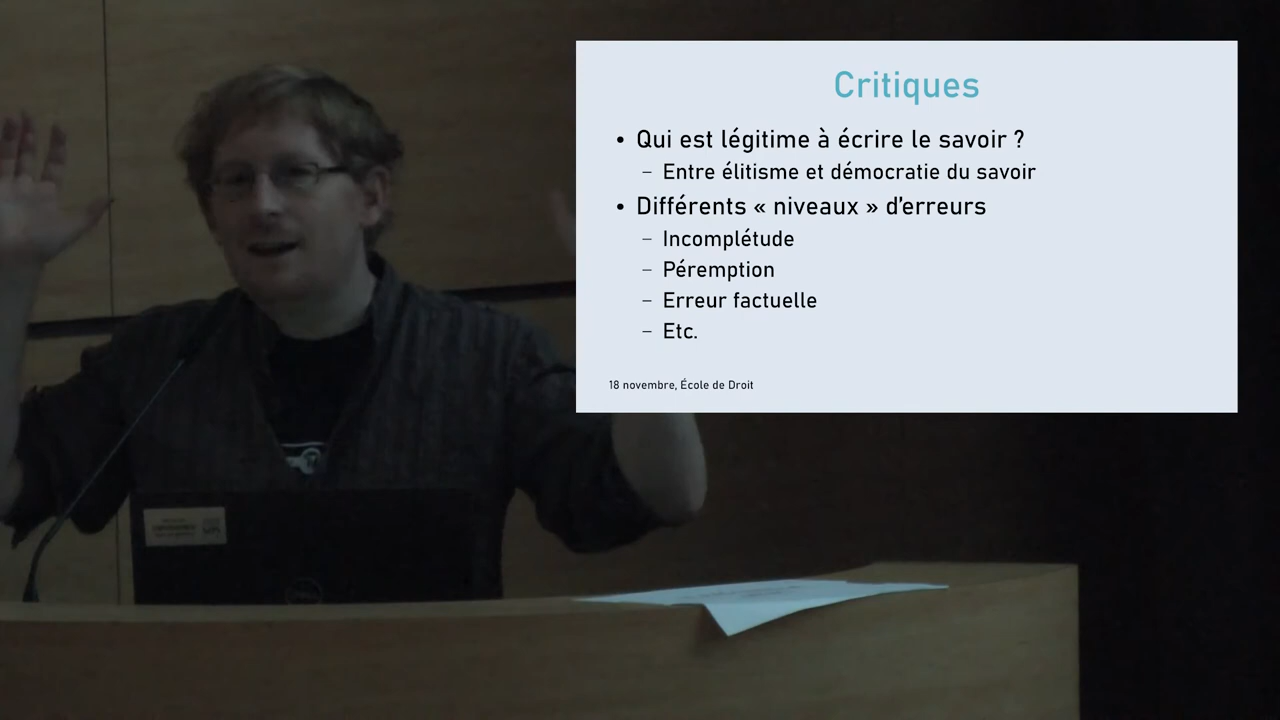 Critiques
• Qui est légitime à écrire le savoir ?
– Entre élitisme et démocratie du savoir
• Différents « niveaux » d'erreurs
– Incomplétude
– Péremption
– Erreur factuelle
– Etc.
18 novembre, École de Droit